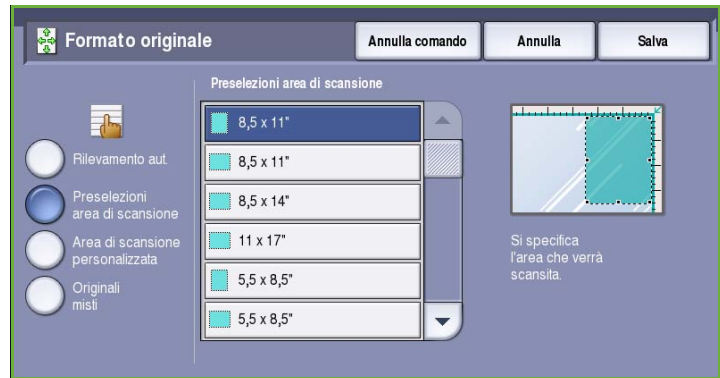 Formato originale
Annulla comando
Annulla
Salva
Preselezioni area di scansione
Rilevamento aut.
Preselezioni
area di scansione
Area di scansione
personalizzata
Originali
misti
8,5 x 11"
8,5 x 11"
8,5 x 14"
11 x 17"
5,5 x 8,5"
5,5 x 8,5"
Si specifica
l'area che verrà
scansita.